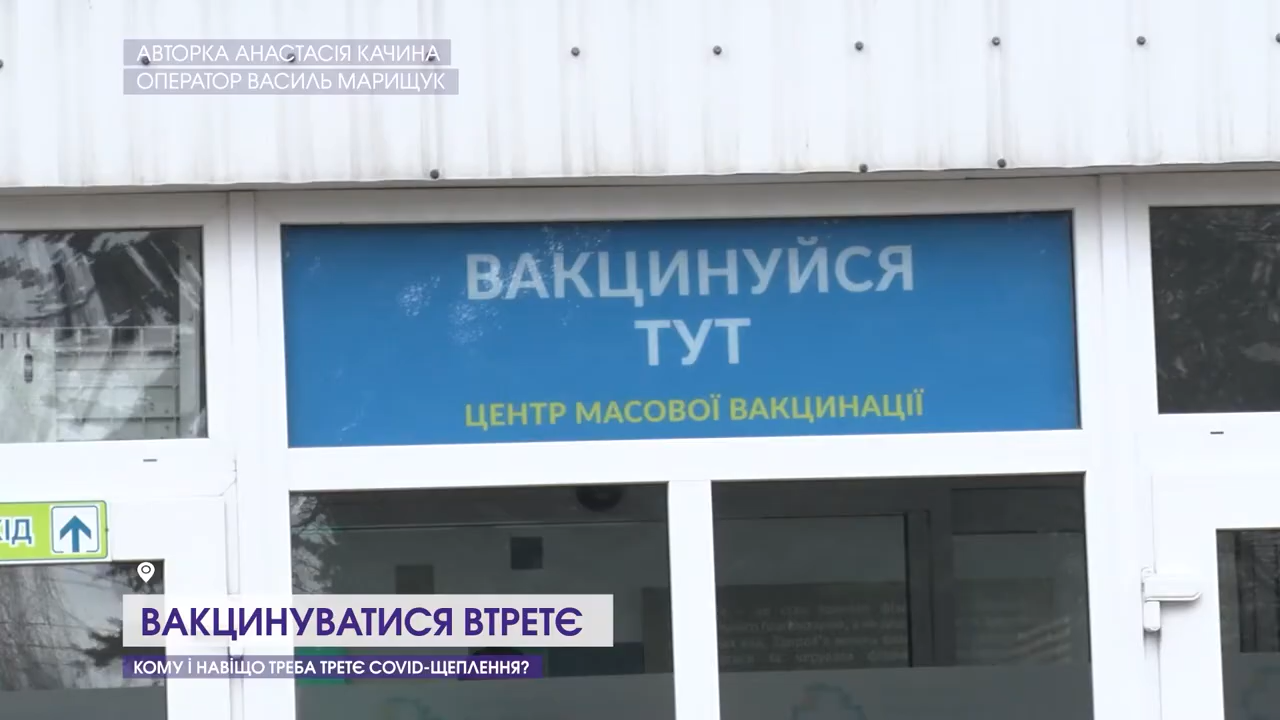 АВТОРКА АНАСТАСІЯ КАЧИНА
ОПЕРАТОР ВАСИЛЬ МАРИЩУК
ВАКЦИНУЙСЯ
ТУТ
ЦЕНТР МАСОВОЇ ВАКЦИНАЦІЇ
ВАКЦИНУВАТИСЯ ВТРЕТЄ
КОМУ І НАВІЩО ТРЕБА ТРЕТЄ COVID-ЩЕПЛЕННЯ?